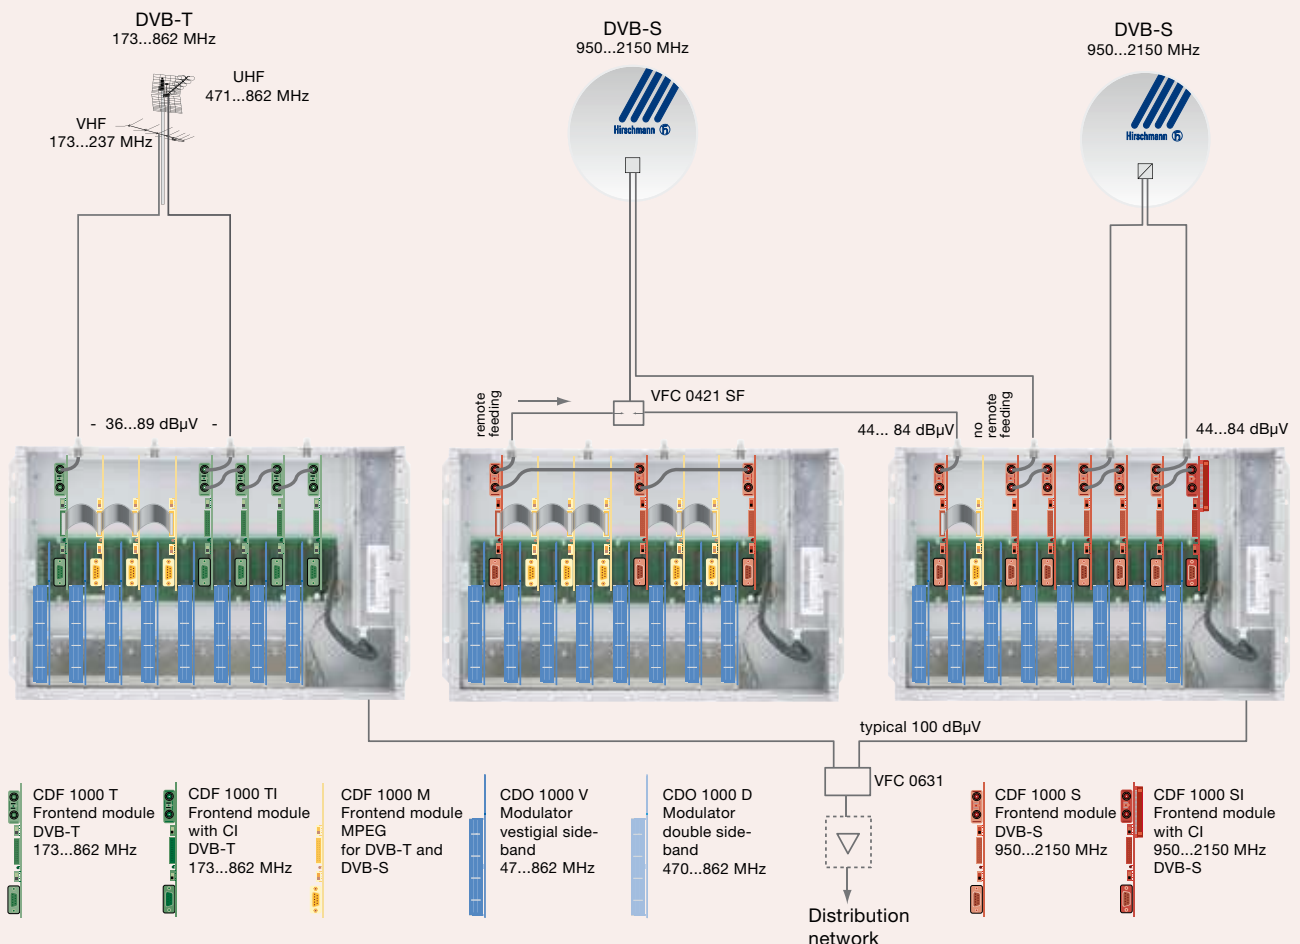 DVB-T
173...862 MHz
UHF
471...862 MHz
VHF
173...237 MHz
DVB-S
950...2150 MHz
Hirschmann
DVB-S
950...2150 MHz
Hirschmann
- 36...89 dBµV -
remote
feeding
VFC 0421 SF
44... 84 dBµV
no
remote
feeding
44...84 dBµV
typical 100 dBµV
VFC 0631
Distribution
network
CDF 1000 T
Frontend module
DVB-T
173...862 MHz
CDF 1000 TI
Frontend module
with CI
DVB-T
173...862 MHz
CDF 1000 M
Frontend module
MPEG
for DVB-T and
DVB-S
CDO 1000 V
Modulator
vestigial side-
band
47...862 MHz
CDO 1000 D
Modulator
double side-
band
470...862 MHz
CDF 1000 S
Frontend module
DVB-S
950...2150 MHz
CDF 1000 SI
Frontend module
with CI
950...2150 MHz
DVB-S